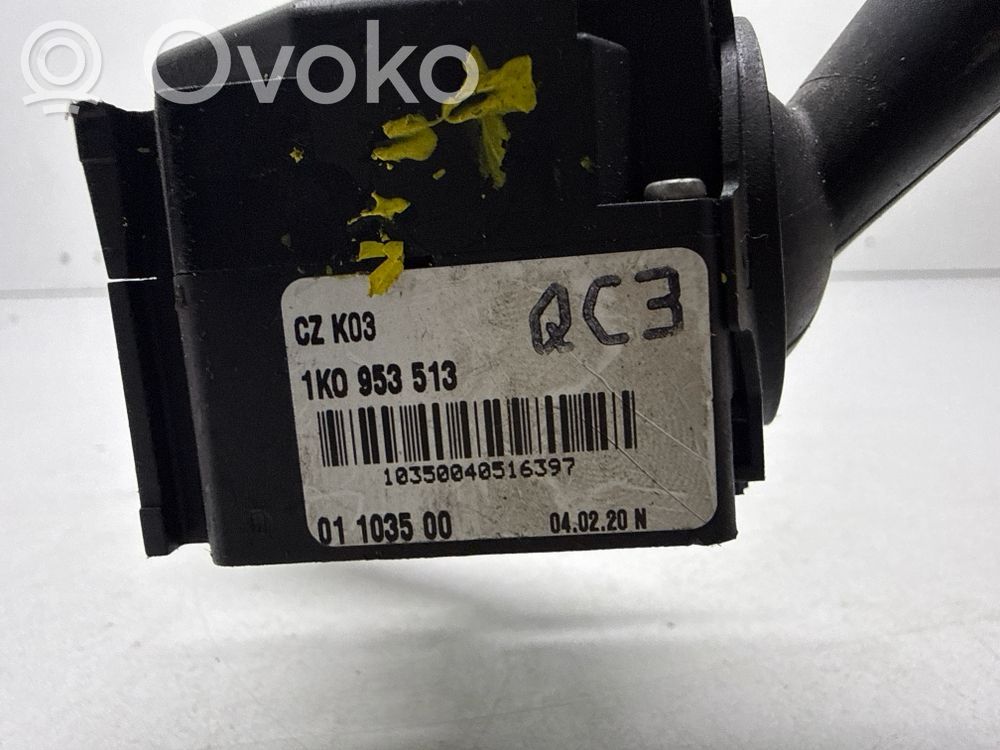 Ovoko
QC3
CZ K03
1K0 953 513
10350040516397
01 1035 00 04.02.20 N